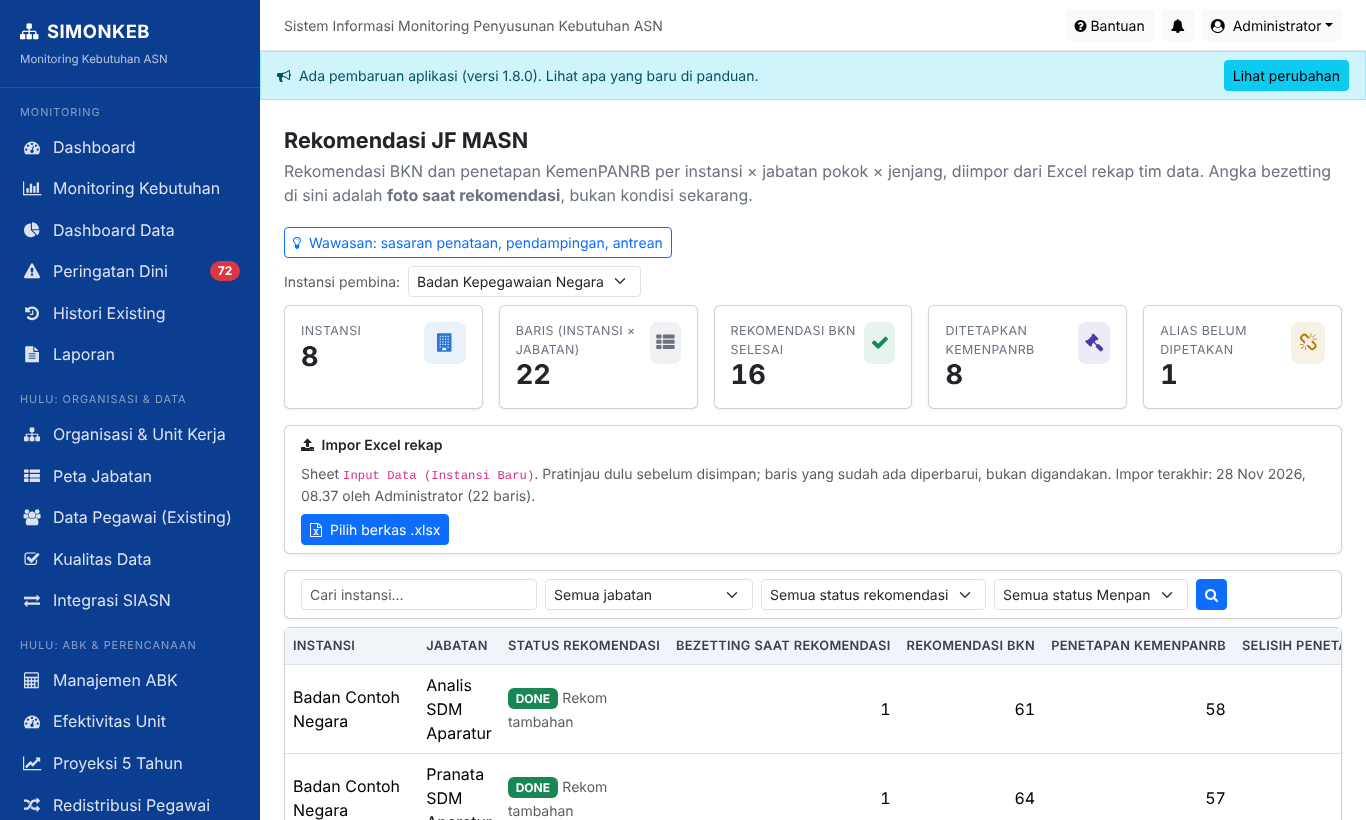 SIMONKEB
Monitoring Kebutuhan ASN
MONITORING
Dashboard
Monitoring Kebutuhan
Dashboard Data
Peringatan Dini 72
Histori Existing
Laporan
HULU: ORGANISASI & DATA
Organisasi & Unit Kerja
Peta Jabatan
Data Pegawai (Existing)
Kualitas Data
Integrasi SIASN
HULU: ABK & PERENCANAAN
Manajemen ABK
Efektivitas Unit
Proyeksi 5 Tahun
Redistribusi Pegawai
Sistem Informasi Monitoring Penyusunan Kebutuhan ASN
Bantuan
Administrator
Ada pembaruan aplikasi (versi 1.8.0). Lihat apa yang baru di panduan.
Lihat perubahan
Rekomendasi JF MASN
Rekomendasi BKN dan penetapan KemenPANRB per instansi × jabatan pokok × jenjang, diimpor dari Excel rekap tim data. Angka bezetting
di sini adalah foto saat rekomendasi, bukan kondisi sekarang.
Wawasan: sasaran penataan, pendampingan, antrean
Instansi pembina: Badan Kepegawaian Negara
INSTANSI
8
BARIS (INSTANSI ×
JABATAN)
22
REKOMENDASI BKN
SELESAI
16
DITETAPKAN
KEMENPANRB
8
ALIAS BELUM
DIPETAKAN
1
Impor Excel rekap
Sheet Input Data (Instansi Baru). Pratinjau dulu sebelum disimpan; baris yang sudah ada diperbarui, bukan digandakan. Impor terakhir: 28 Nov 2026,
08.37 oleh Administrator (22 baris).
Pilih berkas .xlsx
Cari instansi... Semua jabatan Semua status rekomendasi Semua status Menpan
INSTANSI JABATAN STATUS REKOMENDASI BEZETTING SAAT REKOMENDASI REKOMENDASI BKN PENETAPAN KEMENPANRB SELISIH
Badan Contoh
Negara
Analis
SDM
Aparatur
DONE Rekom
tambahan
1 61 58
Badan Contoh
Negara
Pranata
SDM
Aparatur
DONE Rekom
tambahan
1 64 57